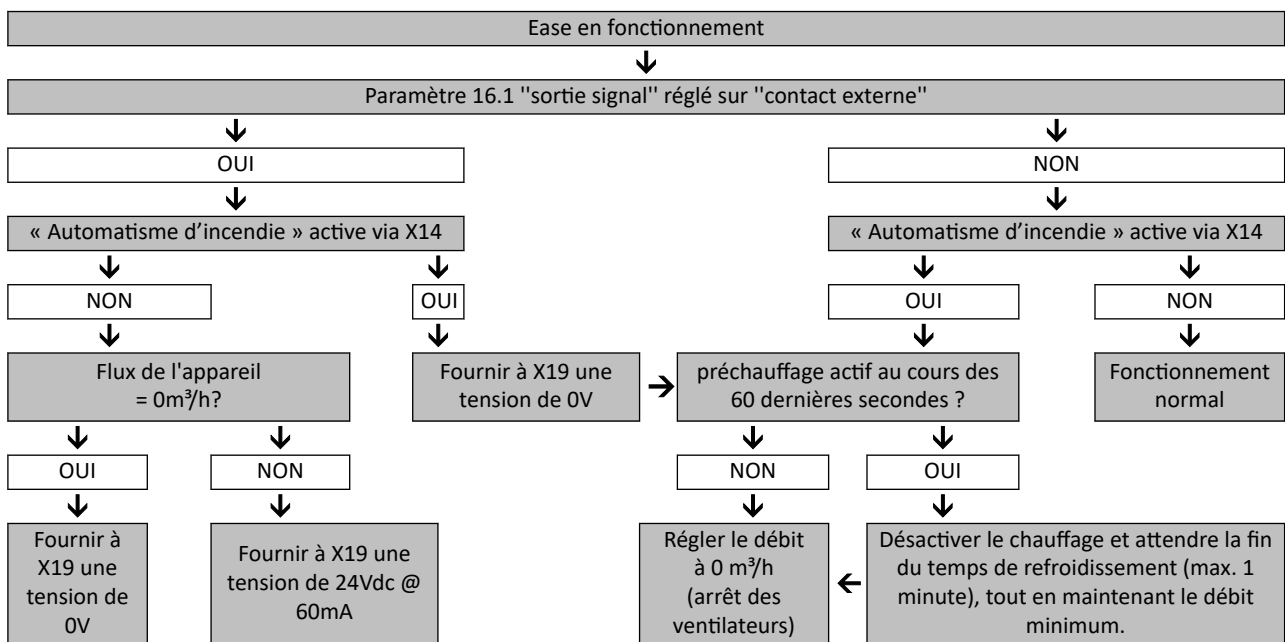 Ease en fonctionnement
Paramètre 16.1 ''sortie signal'' réglé sur ''contact externe''
OUI
NON
« Automatisme d'incendie » active via X14
« Automatisme d'incendie » active via X14
NON
OUI
OUI
NON
Flux de l'appareil
= 0m³/h?
Fournir à X19 une
tension de 0V
préchauffage actif au cours des
60 dernières secondes ?
Fonctionnement
normal
OUI
NON
NON
OUI
Fournir à
X19 une
tension de
0V
Fournir à X19 une
tension de 24Vdc @
60mA
Régler le débit
à 0 m³/h
(arrêt des
ventilateurs)
Désactiver le chauffage et attendre la fin
du temps de refroidissement (max. 1
minute), tout en maintenant le débit
minimum.